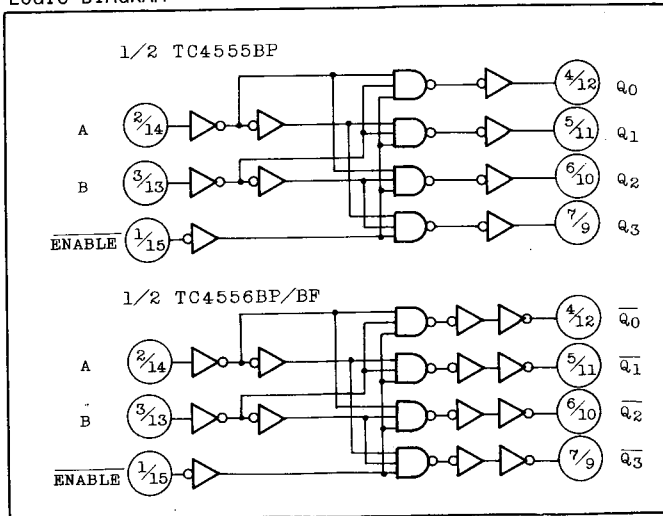 LOGIC DIAGRAM
1/2 TC4555BP
A 2/14
B 3/13
ENABLE 1/15
4/12 Q0
5/11 Q1
6/10 Q2
7/9 Q3
1/2 TC4556BP/BF
A 2/14
B 3/13
ENABLE 1/15
4/12 Q0
5/11 Q1
6/10 Q2
7/9 Q3